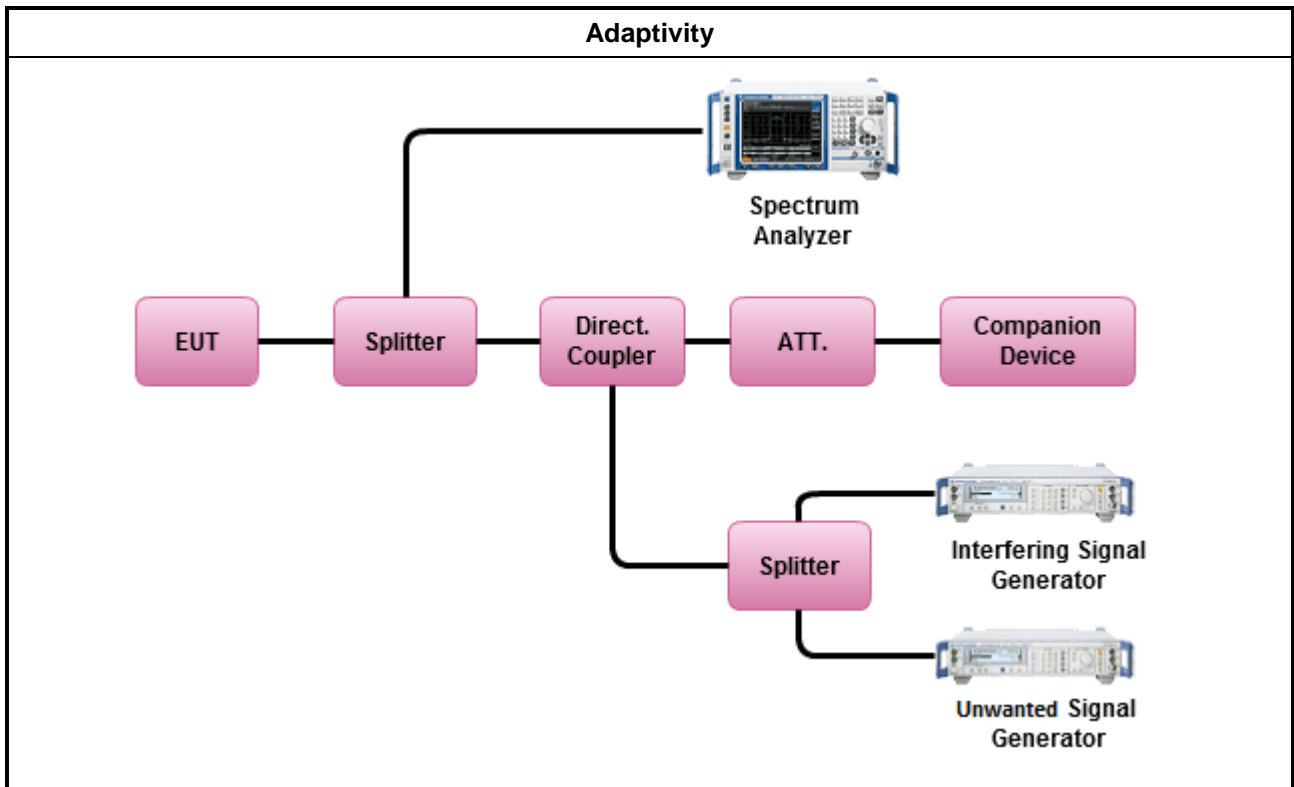 Adaptivity
Spectrum
Analyzer
EUT
Splitter
Direct.
Coupler
ATT.
Companion
Device
Splitter
Interfering Signal
Generator
Unwanted Signal
Generator